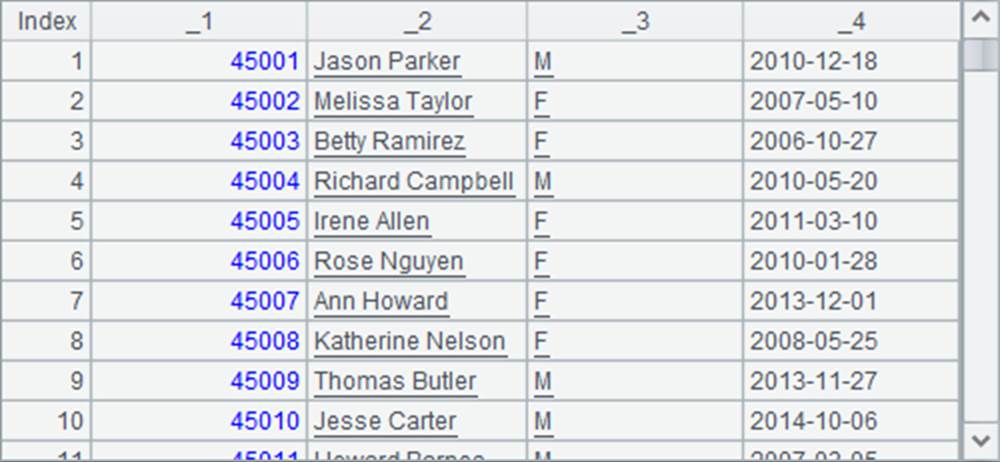 Index _1 _2 _3 _4
1 45001 Jason Parker M 2010-12-18
2 45002 Melissa Taylor F 2007-05-10
3 45003 Betty Ramirez F 2006-10-27
4 45004 Richard Campbell M 2010-05-20
5 45005 Irene Allen F 2011-03-10
6 45006 Rose Nguyen F 2010-01-28
7 45007 Ann Howard F 2013-12-01
8 45008 Katherine Nelson F 2008-05-25
9 45009 Thomas Butler M 2013-11-27
10 45010 Jesse Carter M 2014-10-06
11 45011 Howard M